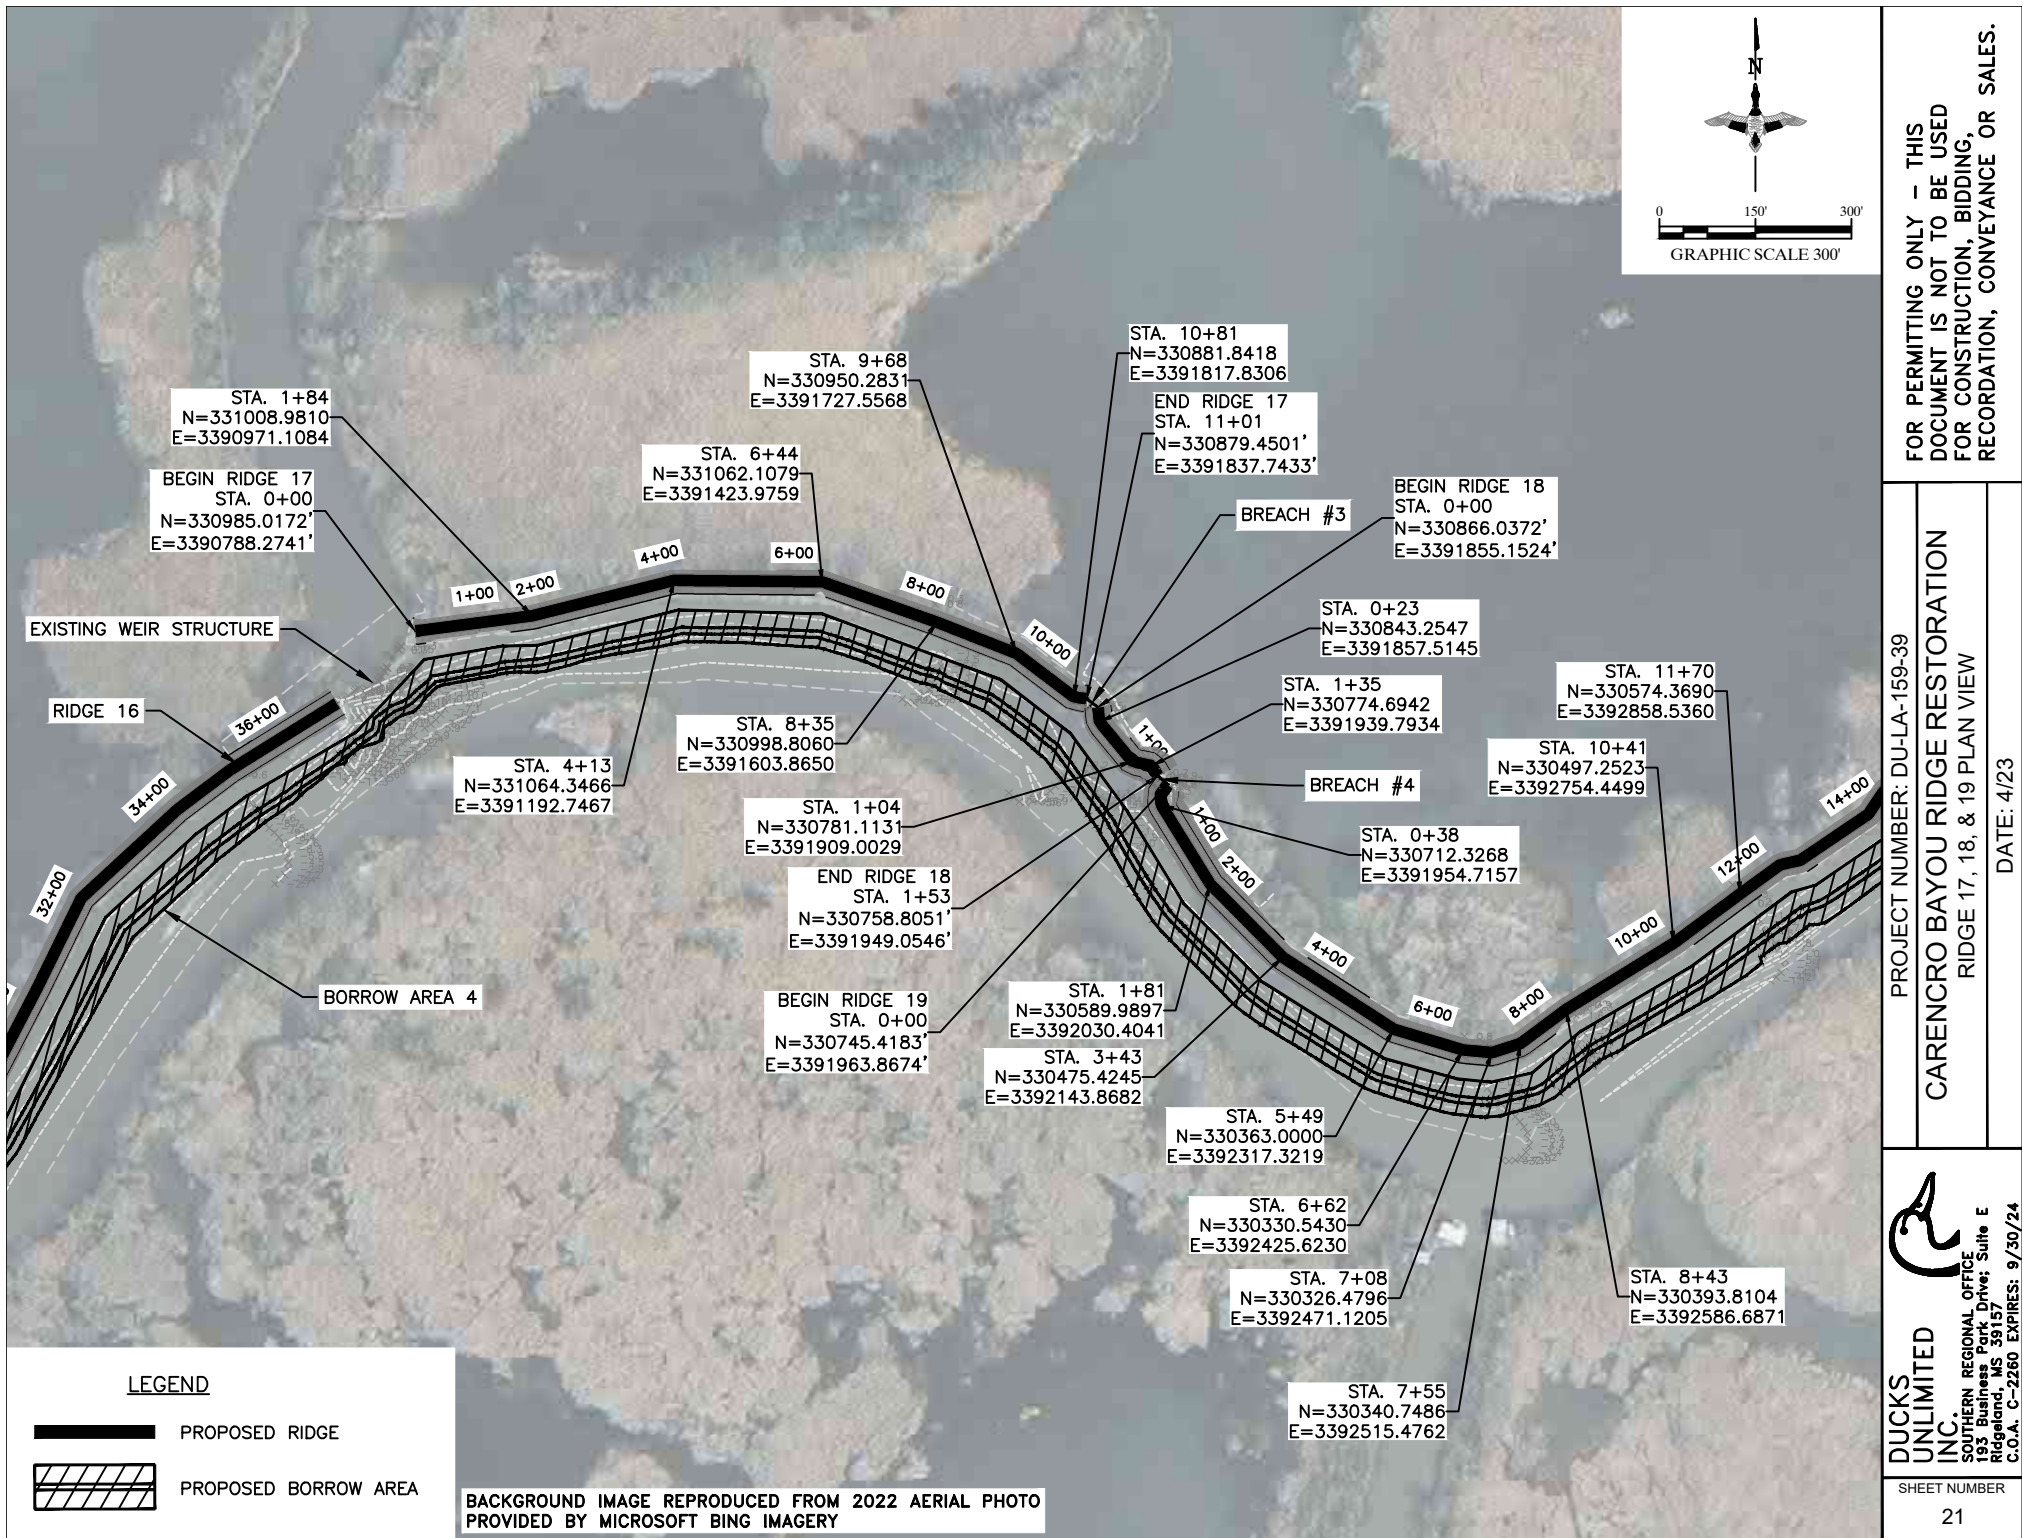 N
0 150' 300'
GRAPHIC SCALE 300'
STA. 10+81
N=330881.8418
E=3391817.8306
STA. 9+68
N=330950.2831
E=3391727.5568
END RIDGE 17
STA. 11+01
N=330879.4501'
E=3391837.7433'
STA. 1+84
N=331008.9810
E=3390971.1084
STA. 6+44
N=331062.1079
E=3391423.9759
BEGIN RIDGE 17
STA. 0+00
N=330985.0172'
E=3390788.2741'
BREACH #3
BEGIN RIDGE 18
STA. 0+00
N=330866.0372'
E=3391855.1524'
1+00
2+00
4+00
6+00
8+00
10+00
STA. 0+23
N=330843.2547
E=3391857.5145
EXISTING WEIR STRUCTURE
RIDGE 16
36+00
34+00
32+00
STA. 1+35
N=330774.6942
E=3391939.7934
STA. 11+70
N=330574.3690
E=3392858.5360
STA. 8+35
N=330998.8060
E=3391603.8650
1+00
STA. 10+41
N=330497.2523
E=3392754.4499
STA. 4+13
N=331064.3466
E=3391192.7467
BREACH #4
14+00
STA. 1+04
N=330781.1131
E=3391909.0029
1+00
STA. 0+38
N=330712.3268
E=3391954.7157
2+00
12+00
END RIDGE 18
STA. 1+53
N=330758.8051'
E=3391949.0546'
4+00
10+00
BORROW AREA 4
BEGIN RIDGE 19
STA. 0+00
N=330745.4183'
E=3391963.8674'
STA. 1+81
N=330589.9897
E=3392030.4041
6+00
8+00
STA. 3+43
N=330475.4245
E=3392143.8682
STA. 5+49
N=330363.0000
E=3392317.3219
STA. 6+62
N=330330.5430
E=3392425.6230
STA. 7+08
N=330326.4796
E=3392471.1205
STA. 8+43
N=330393.8104
E=3392586.6871
STA. 7+55
N=330340.7486
E=3392515.4762
LEGEND
PROPOSED RIDGE
PROPOSED BORROW AREA
BACKGROUND IMAGE REPRODUCED FROM 2022 AERIAL PHOTO
PROVIDED BY MICROSOFT BING IMAGERY
FOR PERMITTING ONLY – THIS
DOCUMENT IS NOT TO BE USED
FOR CONSTRUCTION, BIDDING,
RECORDATION, CONVEYANCE OR SALES.
PROJECT NUMBER: DU-LA-159-39
CARENCRO BAYOU RIDGE RESTORATION
RIDGE 17, 18, & 19 PLAN VIEW
DATE: 4/23
DUCKS
UNLIMITED
INC.
SOUTHERN REGIONAL OFFICE
193 Business Park Drive; Suite E
Ridgeland, MS 39157
C.O.A. C-2260 EXPIRES: 9/30/24
SHEET NUMBER
21